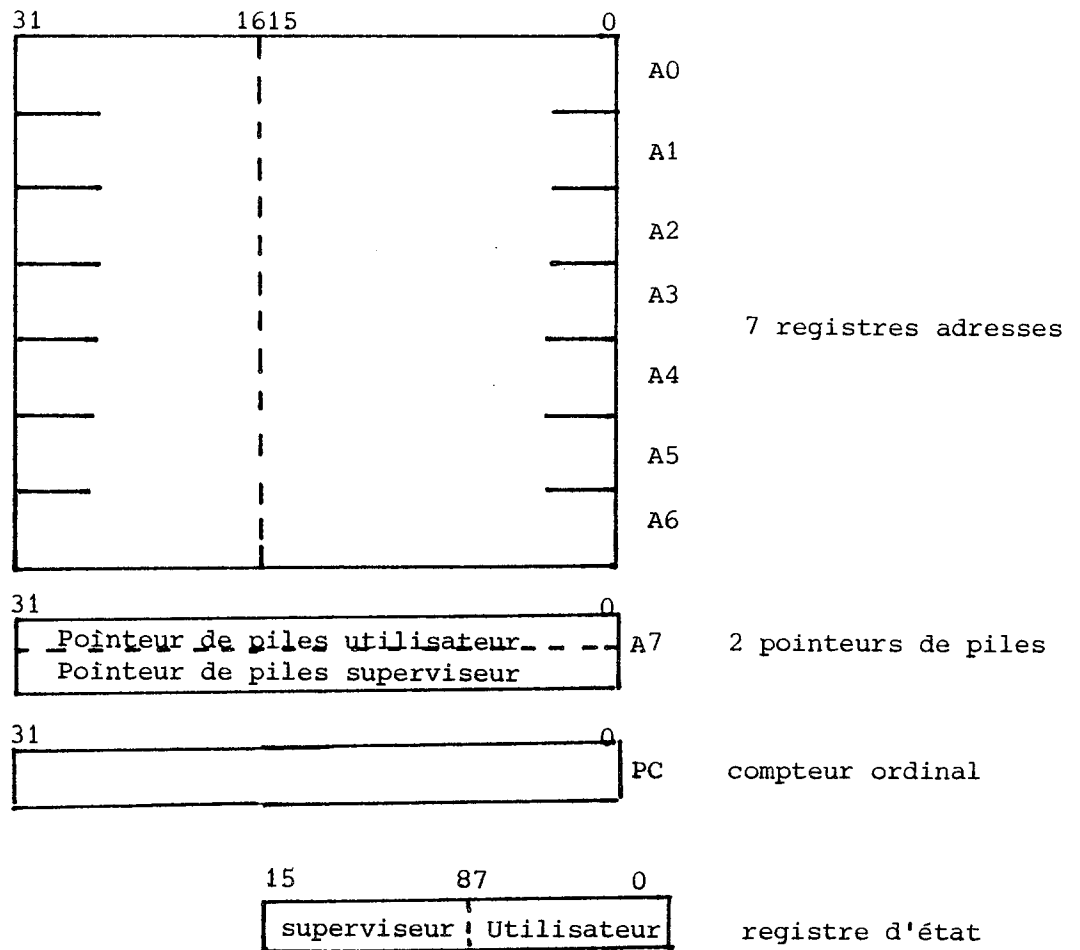 31 1615 0
A0
A1
A2
A3
7 registres adresses
A4
A5
A6
31 0
Pointeur de piles utilisateur
A7 2 pointeurs de piles
Pointeur de piles superviseur
31 0
PC compteur ordinal
15 87 0
superviseur Utilisateur registre d'état